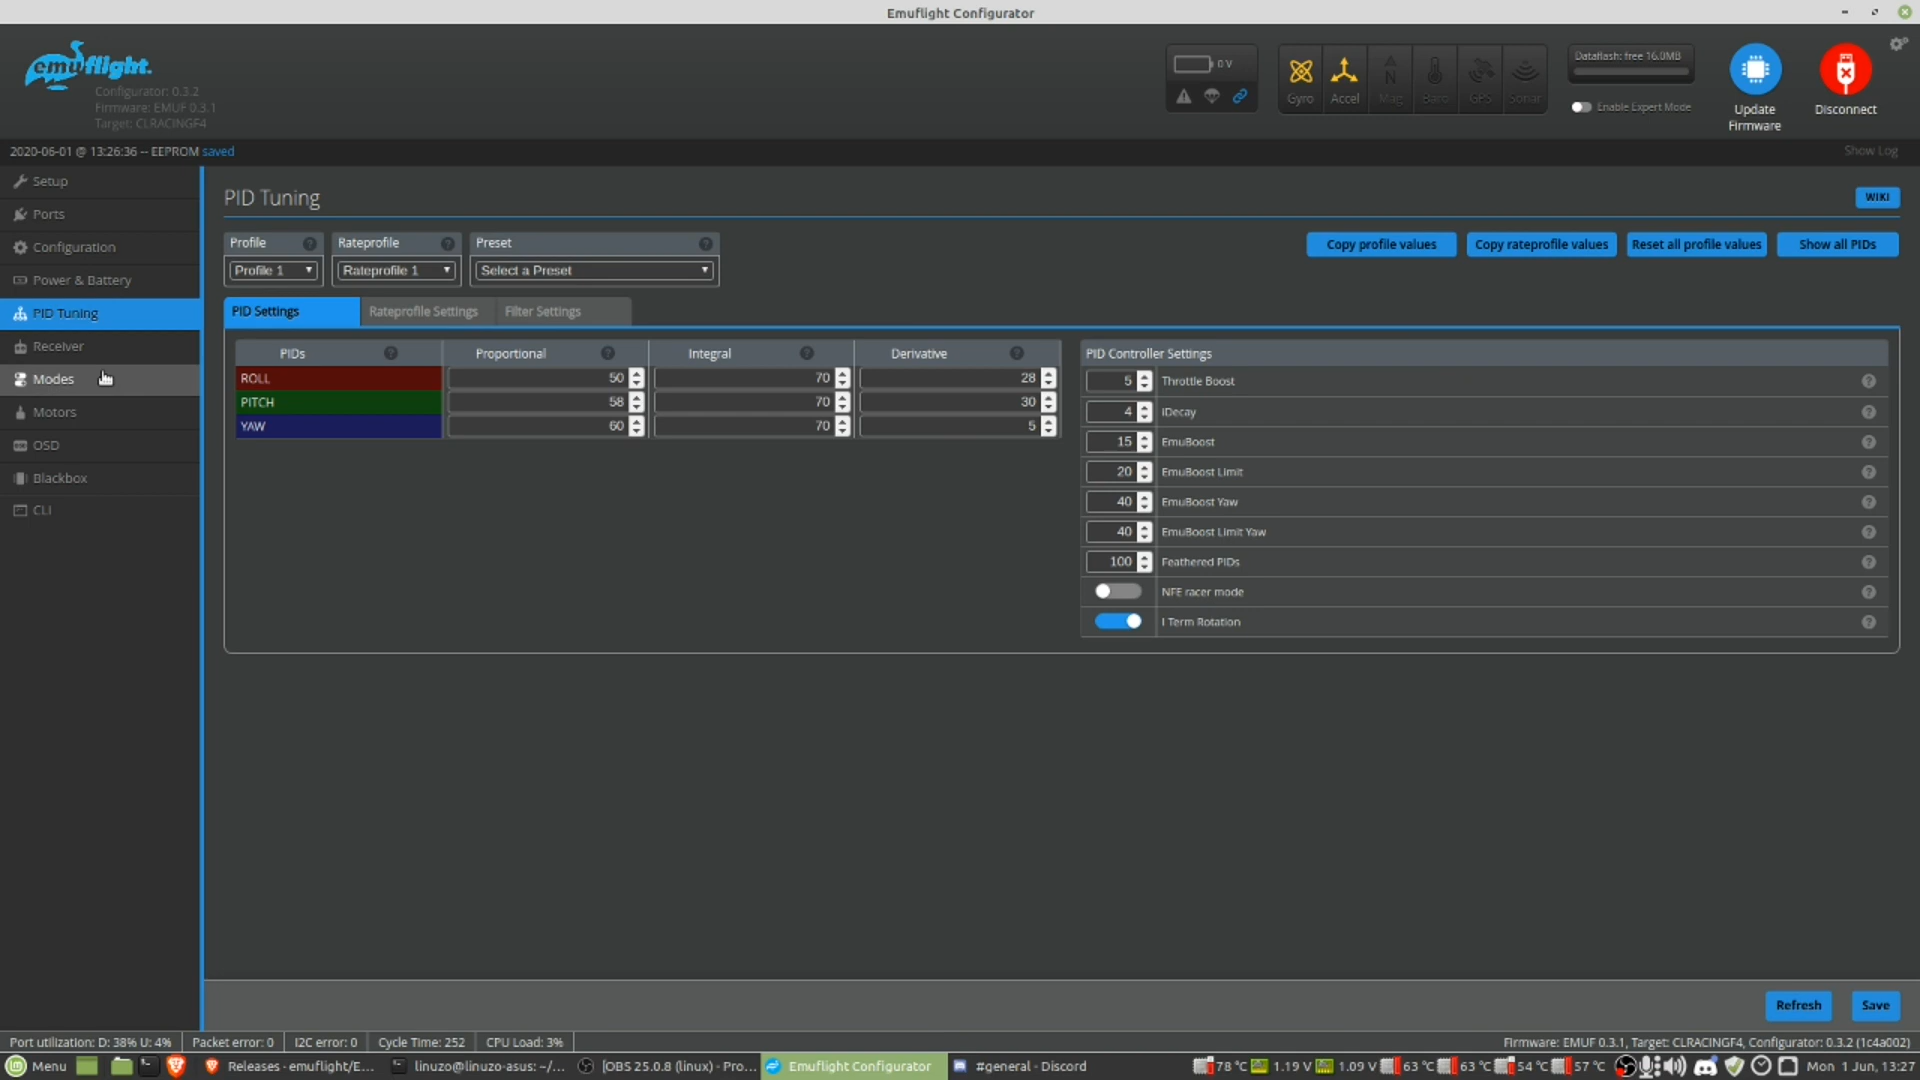 Emuflight Configurator
emuflight.
Configurator: 0.3.2
Firmware: EMUF 0.3.1
Target: CLRACINGF4
0 V
Gyro Accel Mag Baro GPS Sonar
Dataflash: free 16.0MB
Enable Expert Mode
Update Firmware
Disconnect
2020-06-01 @ 13:26:36 -- EEPROM saved
Show Log
Setup
Ports
Configuration
Power & Battery
PID Tuning
Receiver
Modes
Motors
OSD
Blackbox
CLI
PID Tuning
WIKI
Profile Rateprofile Preset
Profile 1 Rateprofile 1 Select a Preset
Copy profile values Copy rateprofile values Reset all profile values Show all PIDs
PID Settings Rateprofile Settings Filter Settings
PIDs Proportional Integral Derivative
ROLL 50 70 28
PITCH 58 70 30
YAW 60 70 5
PID Controller Settings
5 Throttle Boost
4 IDecay
15 EmuBoost
20 EmuBoost Limit
40 EmuBoost Yaw
40 EmuBoost Limit Yaw
100 Feathered PIDs
NFE racer mode
I Term Rotation
Refresh Save
Port utilization: D: 38% U: 4% Packet error: 0 I2C error: 0 Cycle Time: 252 CPU Load: 3%
Firmware: EMUF 0.3.1, Target: CLRACINGF4, Configurator: 0.3.2 (1c4a002)
Menu Releases - emuflight/E... linuzo@linuzo-asus: ~/... [OBS 25.0.8 (linux) - Pro... Emuflight Configurator #general - Discord 78 °C 1.19 V 1.09 V 63 °C 63 °C 54 °C 57 °C Mon 1 Jun, 13:27